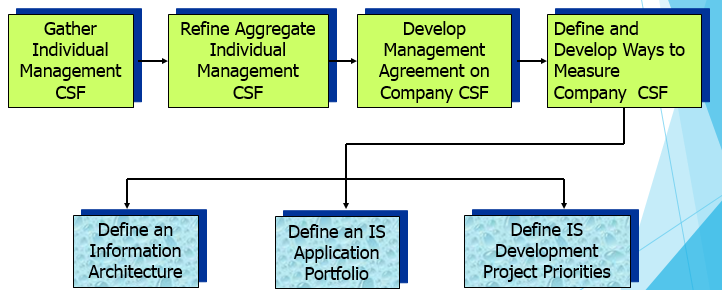 Gather
Individual
Management
CSF
Refine Aggregate
Individual
Management
CSF
Develop
Management
Agreement on
Company CSF
Define and
Develop Ways to
Measure
Company CSF
Define an
Information
Architecture
Define an IS
Application
Portfolio
Define IS
Development
Project Priorities